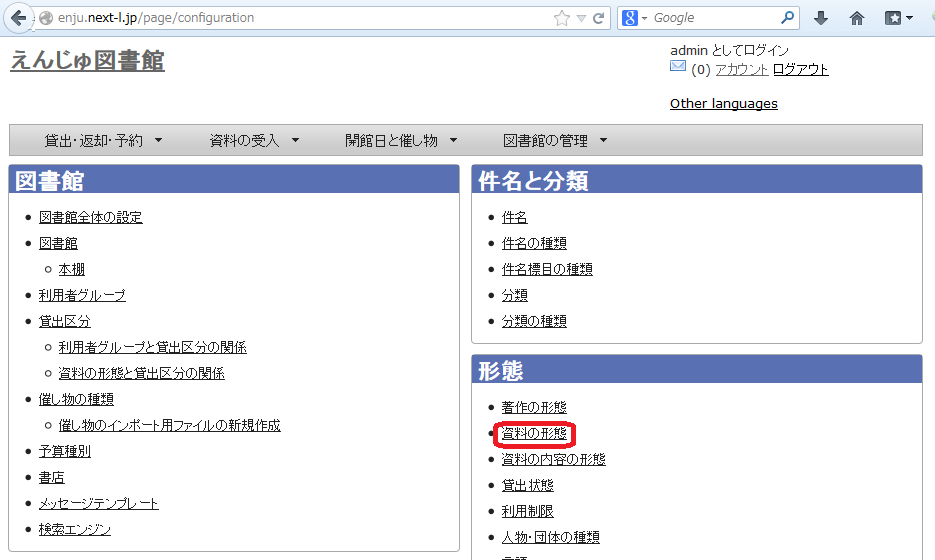 enju.next-l.jp/page/configuration
Google
えんじゅ図書館
admin としてログイン
(0) アカウント ログアウト
Other languages
貸出・返却・予約 資料の受入 開館日と催し物 図書館の管理
図書館
図書館全体の設定
図書館
本棚
利用者グループ
貸出区分
利用者グループと貸出区分の関係
資料の形態と貸出区分の関係
催し物の種類
催し物のインポート用ファイルの新規作成
予算種別
書店
メッセージテンプレート
検索エンジン
件名と分類
件名
件名の種類
件名標目の種類
分類
分類の種類
形態
著作の形態
資料の形態
資料の内容の形態
貸出状態
利用制限
人物・団体の種類